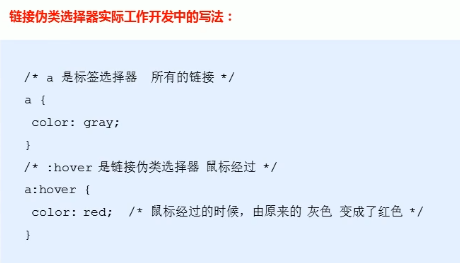 链接伪类选择器实际工作开发中的写法：
/* a 是标签选择器  所有的链接 */
a {
 color: gray;
}
/* :hover 是链接伪类选择器 鼠标经过 */
a:hover {
 color: red;  /* 鼠标经过的时候，由原来的 灰色 变成了红色 */
}